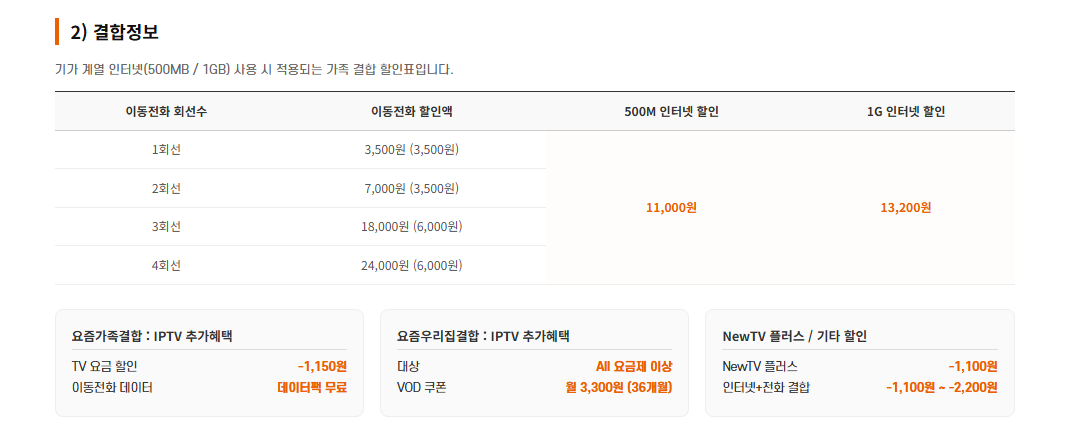 2) 결합정보
기가 계열 인터넷(500MB / 1GB) 사용 시 적용되는 가족 결합 할인표입니다.
이동전화 회선수 이동전화 할인액 500M 인터넷 할인 1G 인터넷 할인
1회선 3,500원 (3,500원)
2회선 7,000원 (3,500원)
11,000원 13,200원
3회선 18,000원 (6,000원)
4회선 24,000원 (6,000원)
요즘가족결합 : IPTV 추가혜택
TV 요금 할인 -1,150원
이동전화 데이터 데이터팩 무료
요즘우리집결합 : IPTV 추가혜택
대상 All 요금제 이상
VOD 쿠폰 월 3,300원 (36개월)
NewTV 플러스 / 기타 할인
NewTV 플러스 -1,100원
인터넷+전화 결합 -1,100원 ~ -2,200원